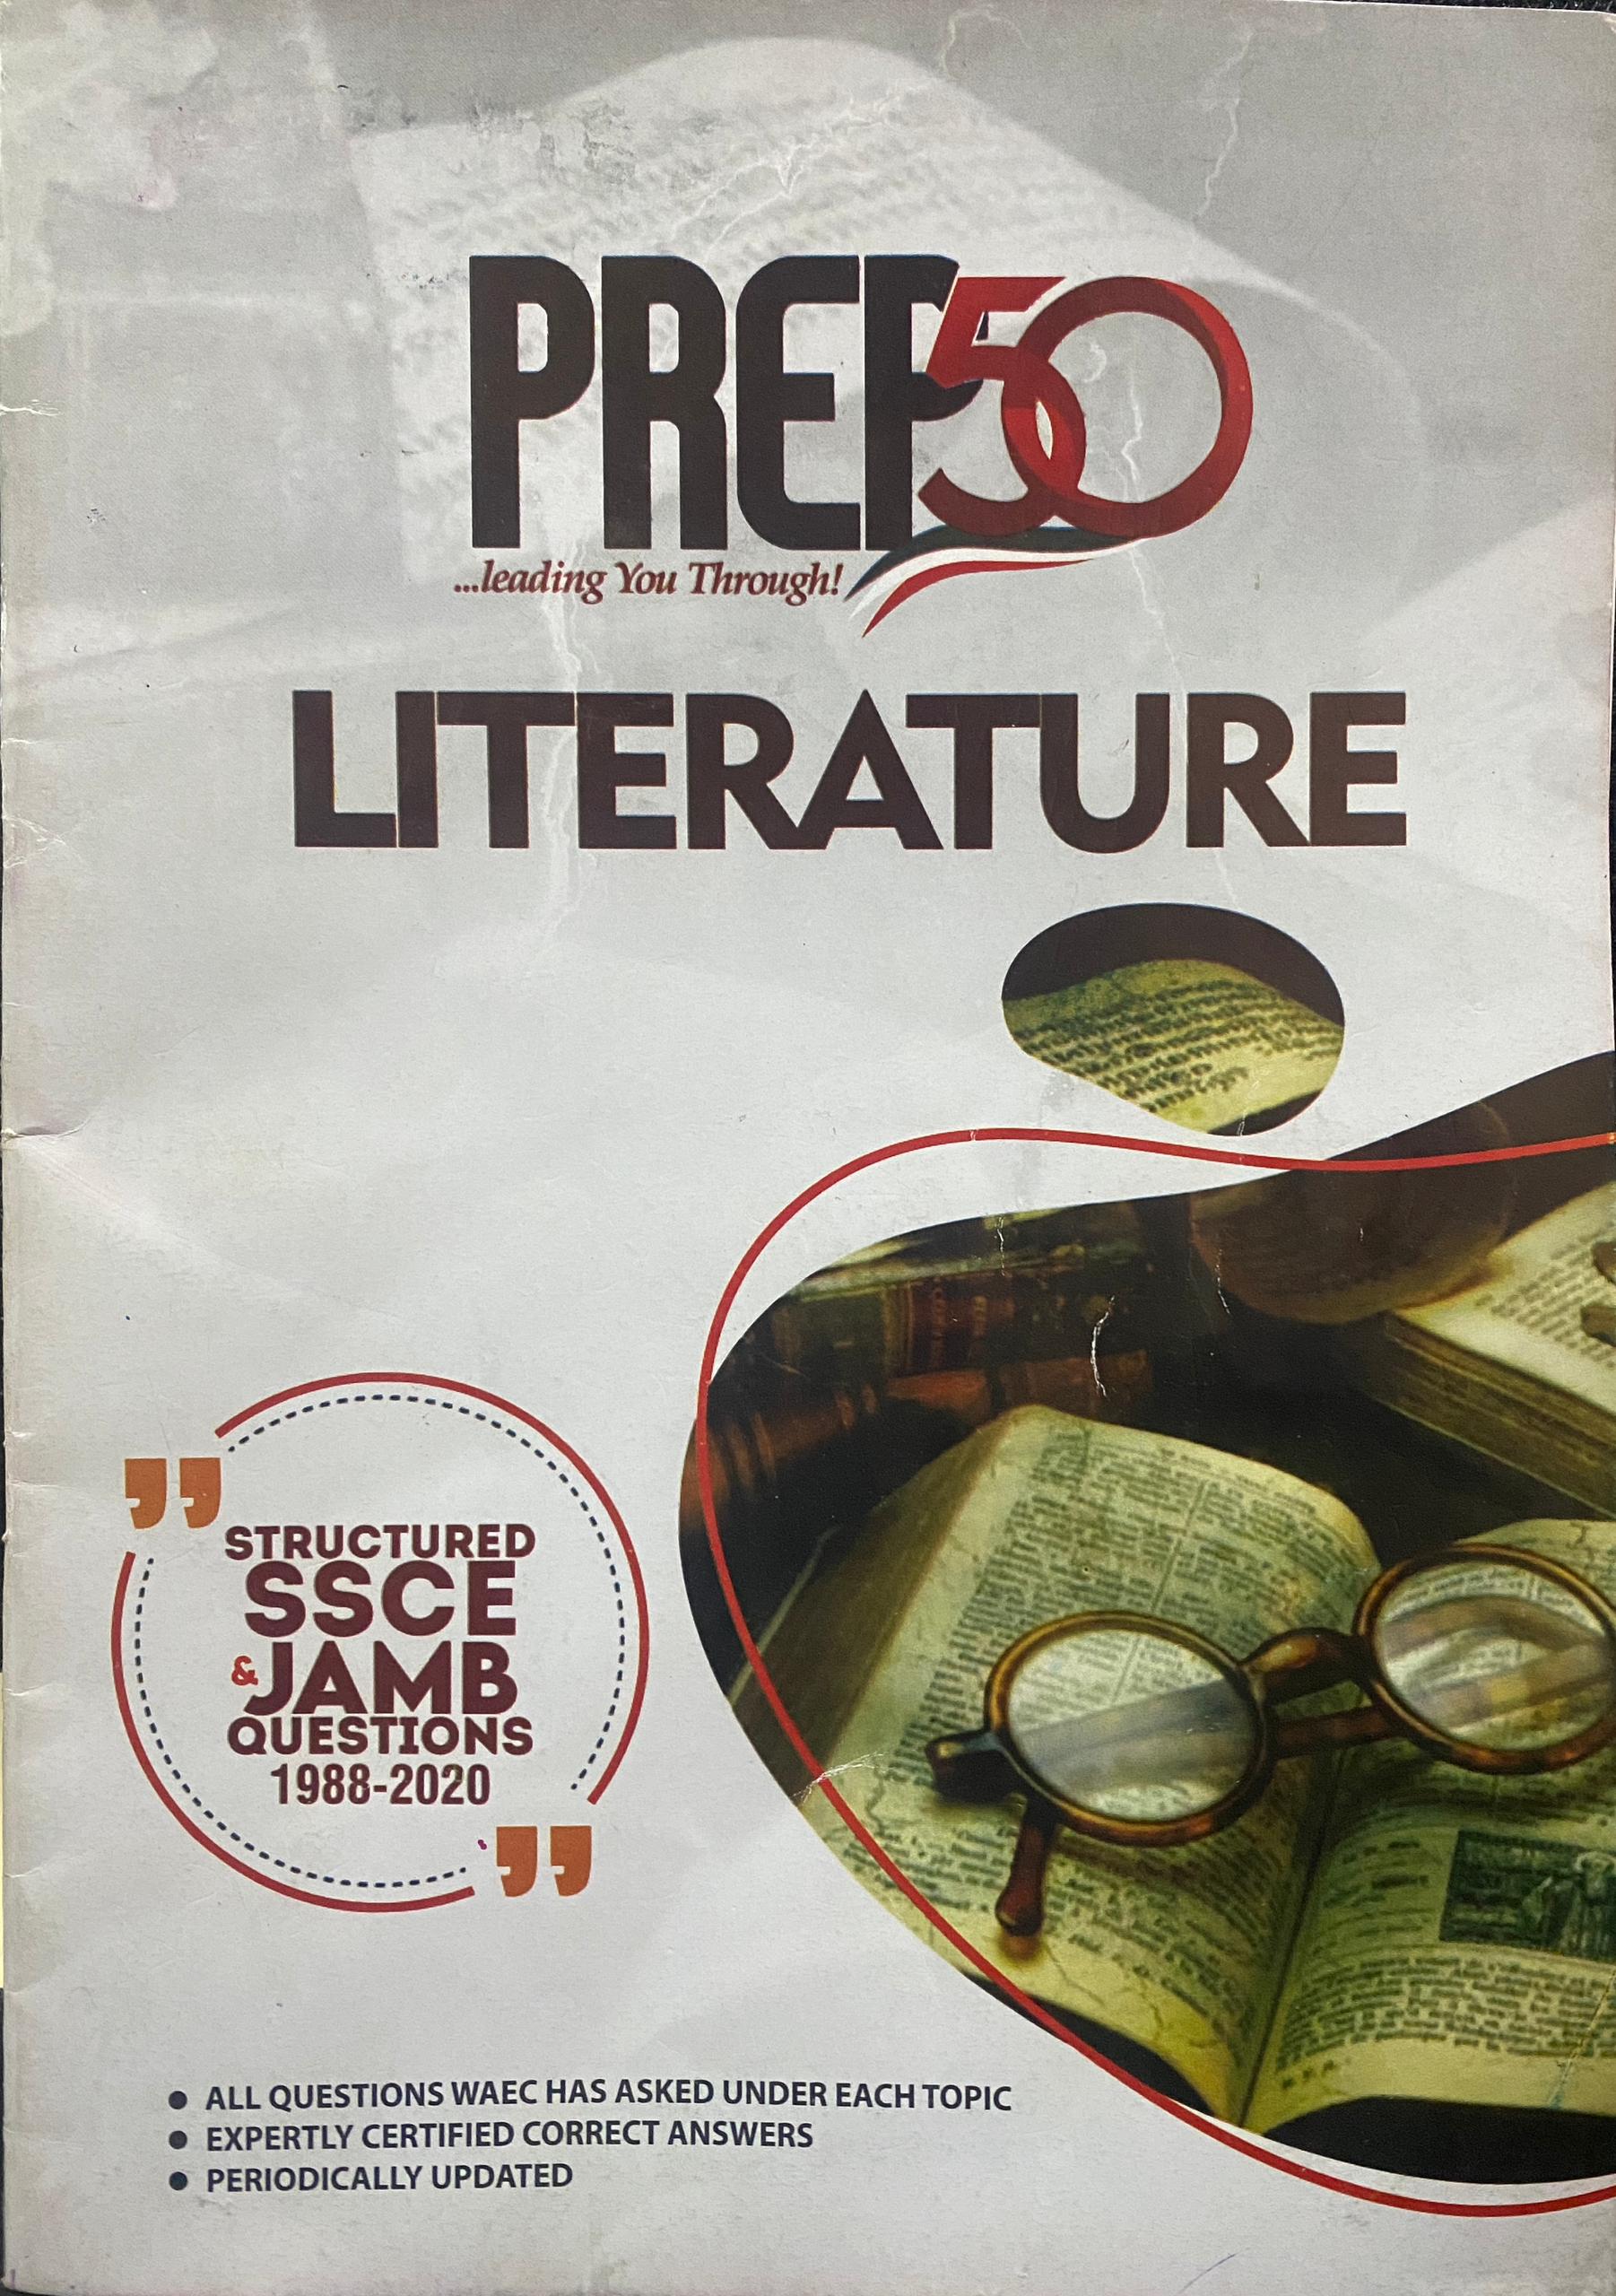 PREP50
...leading You Through!
LITERATURE
STRUCTURED
SSCE
& JAMB
QUESTIONS
1988-2020
● ALL QUESTIONS WAEC HAS ASKED UNDER EACH TOPIC
● EXPERTLY CERTIFIED CORRECT ANSWERS
● PERIODICALLY UPDATED